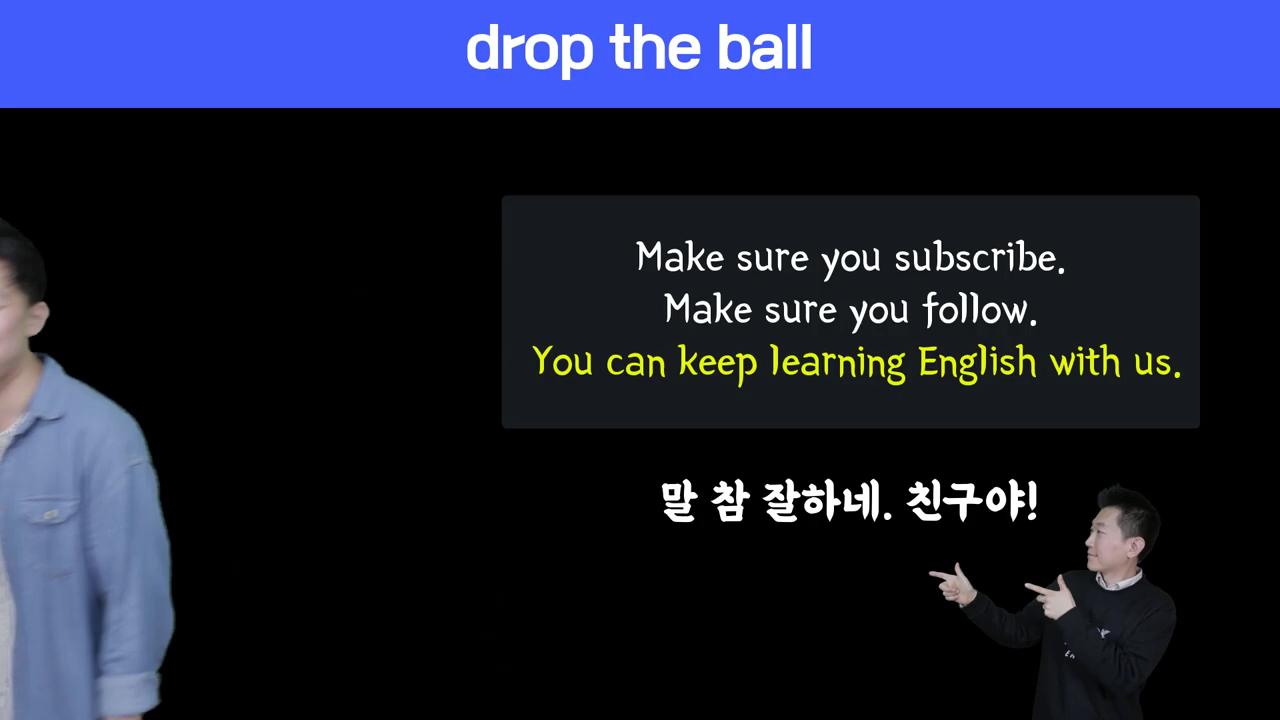 drop the ball
Make sure you subscribe.
Make sure you follow.
You can keep learning English with us.
말 참 잘하네. 친구야!